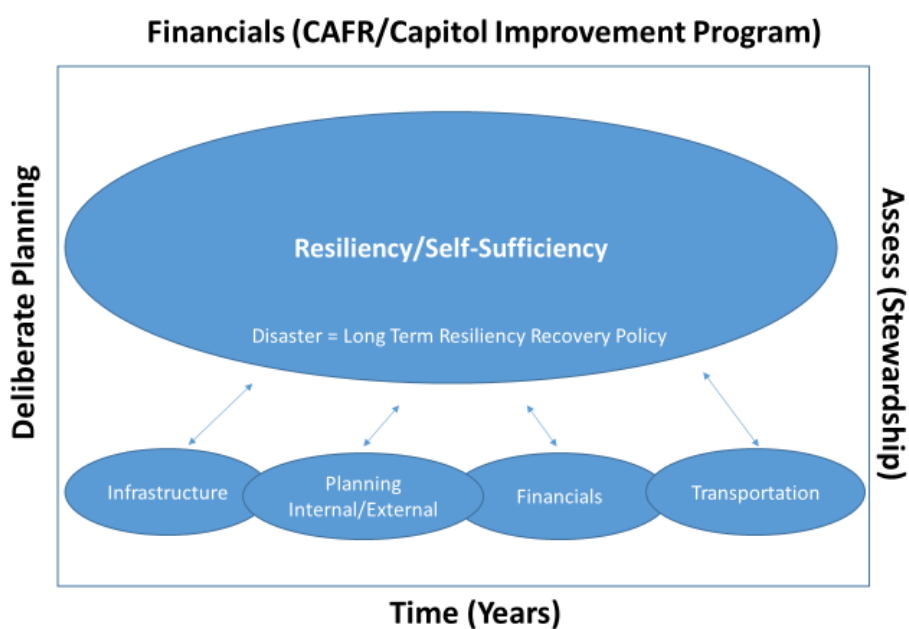 Financials (CAFR/Capitol Improvement Program)
Deliberate Planning
Resiliency/Self-Sufficiency
Disaster = Long Term Resiliency Recovery Policy
Assess (Stewardship)
Infrastructure
Planning
Internal/External
Financials
Transportation
Time (Years)